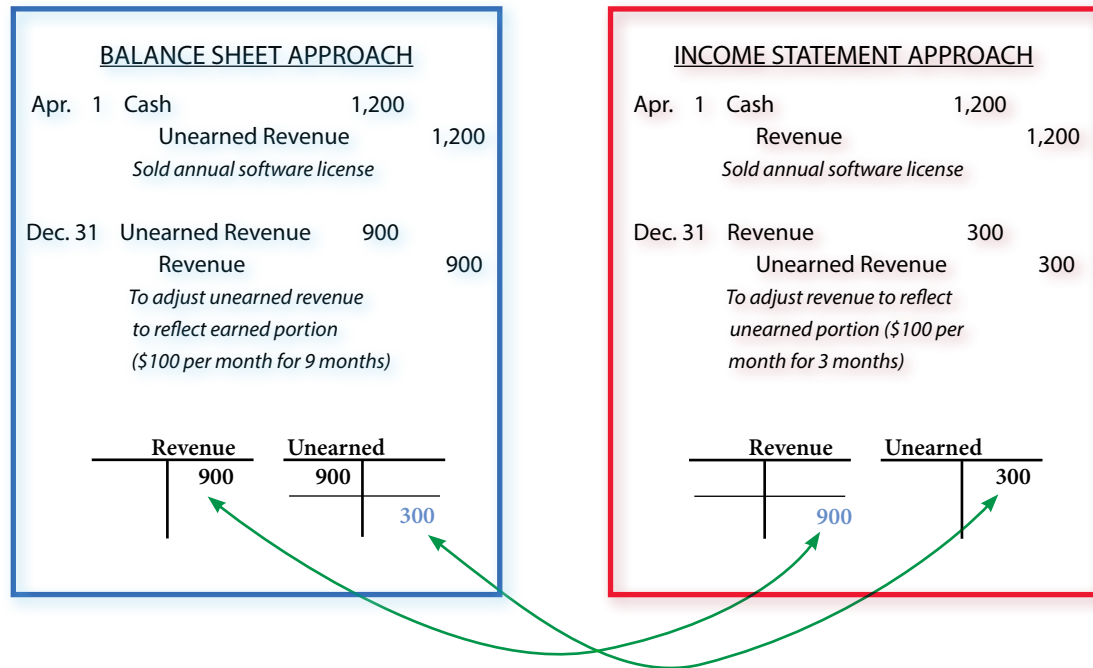 BALANCE SHEET APPROACH
Apr. 1 Cash 1,200
Unearned Revenue 1,200
Sold annual software license
Dec. 31 Unearned Revenue 900
Revenue 900
To adjust unearned revenue
to reflect earned portion
($100 per month for 9 months)
Revenue Unearned
900 900
300
INCOME STATEMENT APPROACH
Apr. 1 Cash 1,200
Revenue 1,200
Sold annual software license
Dec. 31 Revenue 300
Unearned Revenue 300
To adjust revenue to reflect
unearned portion ($100 per
month for 3 months)
Revenue Unearned
300
900